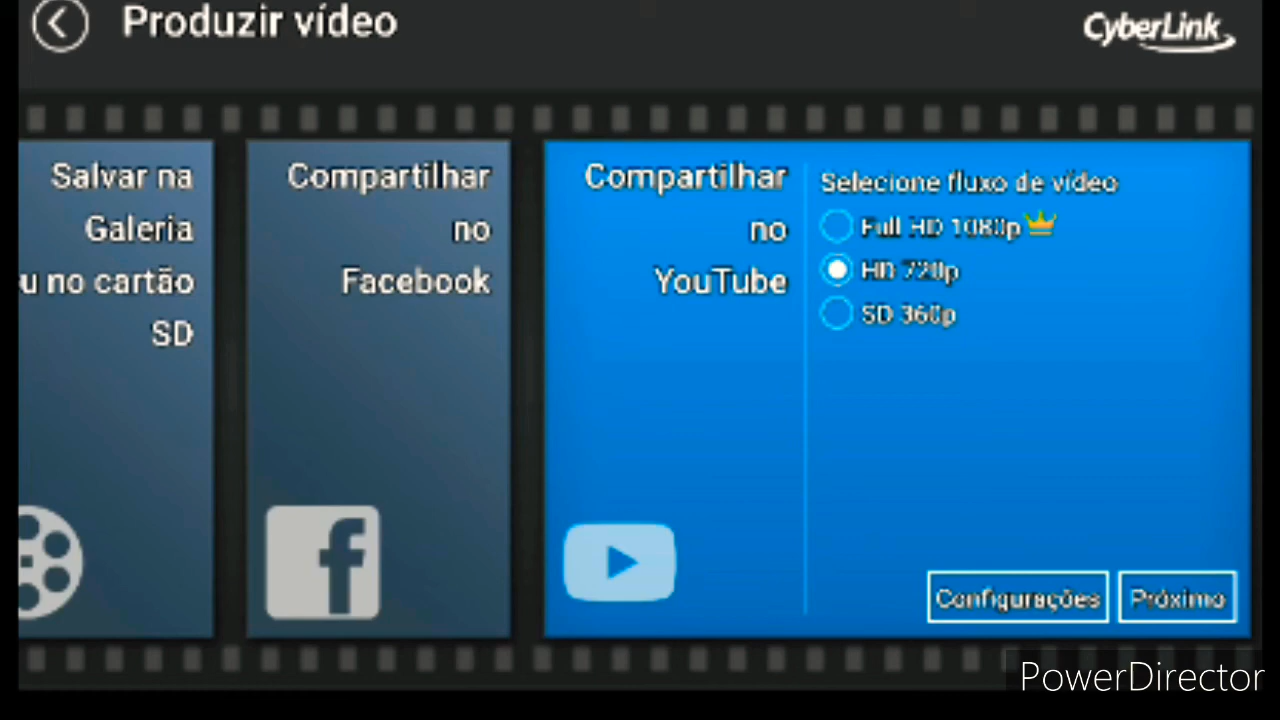 Produzir vídeo
CyberLink
Salvar na
Galeria
u no cartão
SD
Compartilhar
no
Facebook
Compartilhar
no
YouTube
Selecione fluxo de vídeo
Full HD 1080p
HD 720p
SD 360p
Configurações
Próximo
PowerDirector